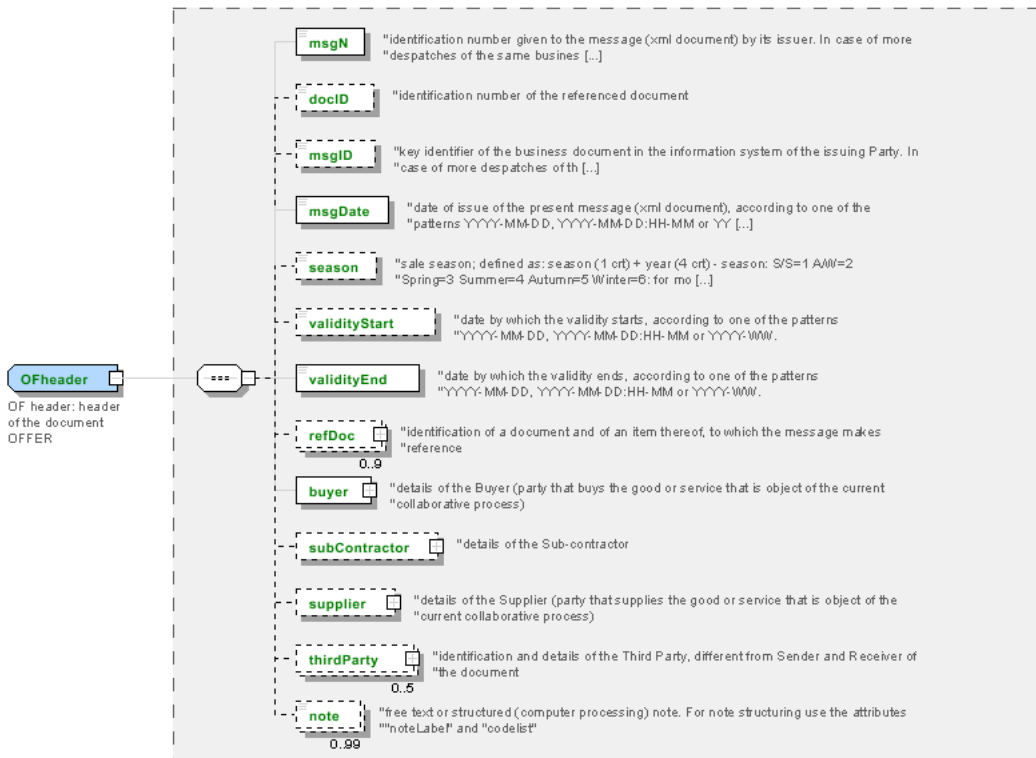 msgN
"identification number given to the message (xml document) by its issuer. In case of more
"despatches of the same busines [...]
docID
"identification number of the referenced document
msgID
"key identifier of the business document in the information system of the issuing Party. In
"case of more despatches of th [...]
msgDate
"date of issue of the present message (xml document), according to one of the
"patterns YYYY-MM-DD, YYYY-MM-DD:HH-MM or YY [...]
season
"sale season; defined as: season (1 crt) + year (4 crt) - season: S/S=1 A/W=2
"Spring=3 Summer=4 Autumn=5 Winter=6: for mo [...]
validityStart
"date by which the validity starts, according to one of the patterns
"YYYY-MM-DD, YYYY-MM-DD:HH-MM or YYYY-WW.
OFheader
OF header: header
of the document
OFFER
validityEnd
"date by which the validity ends, according to one of the patterns
"YYYY-MM-DD, YYYY-MM-DD:HH-MM or YYYY-WW.
refDoc
0..9
"identification of a document and of an item thereof, to which the message makes
"reference
buyer
"details of the Buyer (party that buys the good or service that is object of the current
"collaborative process)
subContractor
"details of the Sub-contractor
supplier
"details of the Supplier (party that supplies the good or service that is object of the
"current collaborative process)
thirdParty
0..5
"identification and details of the Third Party, different from Sender and Receiver of
"the document
note
0..99
"free text or structured (computer processing) note. For note structuring use the attributes
""noteLabel" and "codelist"